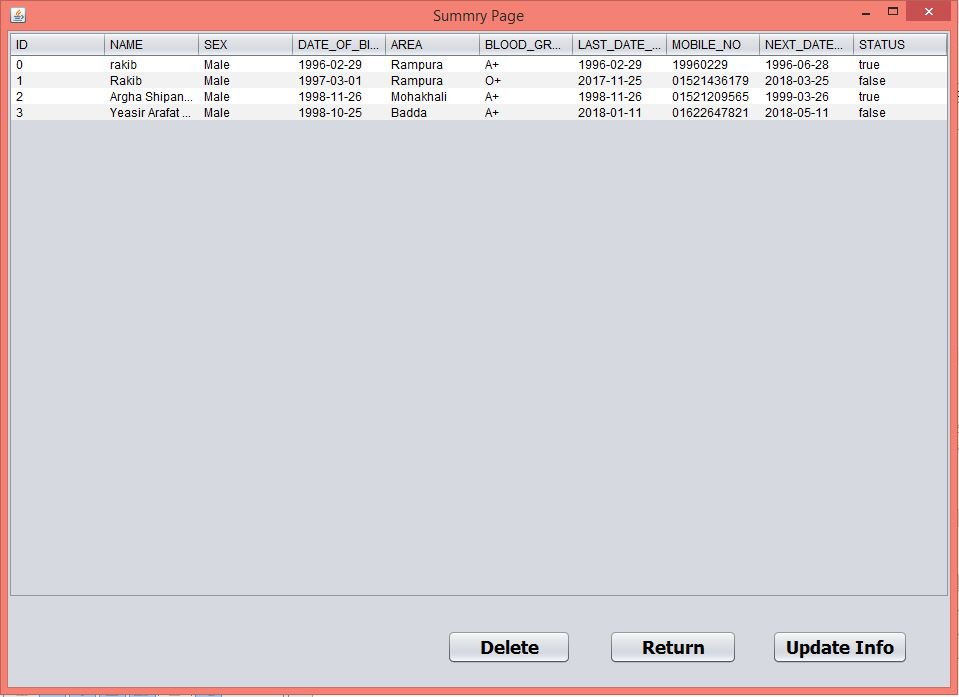 Summry Page
ID NAME SEX DATE_OF_BI... AREA BLOOD_GR... LAST_DATE_... MOBILE_NO NEXT_DATE... STATUS
0 rakib Male 1996-02-29 Rampura A+ 1996-02-29 19960229 1996-06-28 true
1 Rakib Male 1997-03-01 Rampura O+ 2017-11-25 01521436179 2018-03-25 false
2 Argha Shipan... Male 1998-11-26 Mohakhali A+ 1998-11-26 01521209565 1999-03-26 true
3 Yeasir Arafat ... Male 1998-10-25 Badda A+ 2018-01-11 01622647821 2018-05-11 false
Delete Return Update Info